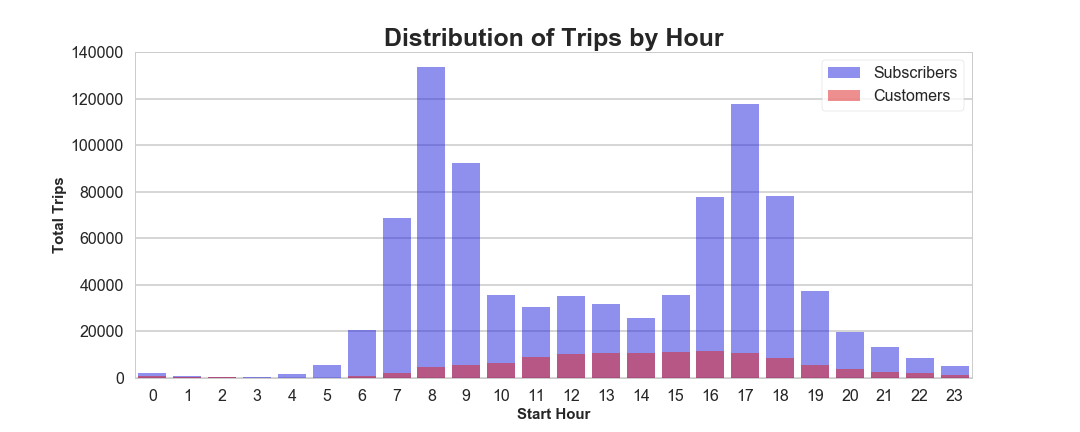 Distribution of Trips by Hour
140000
120000
100000
80000
60000
40000
20000
0
Total Trips
Subscribers
Customers
0 1 2 3 4 5 6 7 8 9 10 11 12 13 14 15 16 17 18 19 20 21 22 23
Start Hour